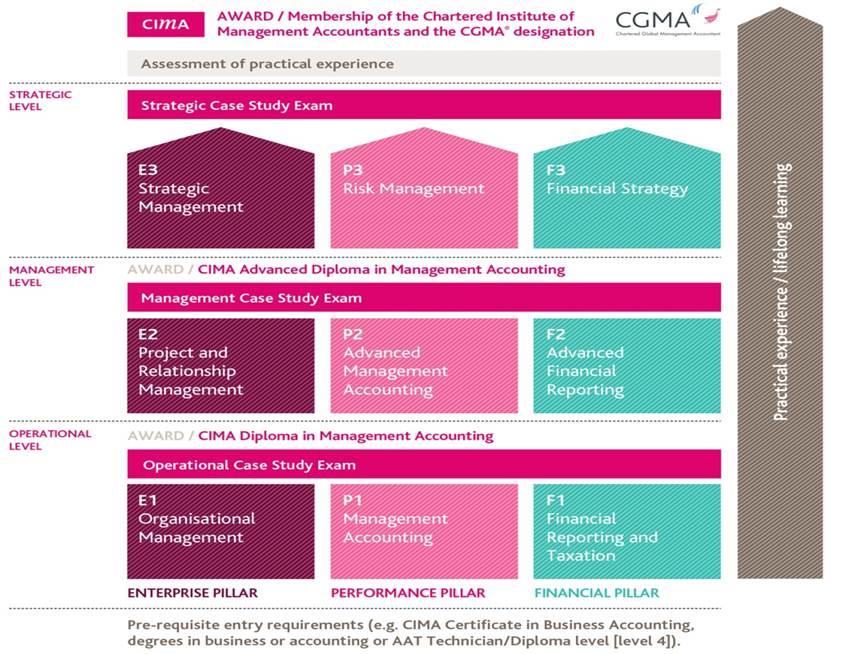 CIMA
AWARD / Membership of the Chartered Institute of
Management Accountants and the CGMA® designation
CGMA
Chartered Global Management Accountant
Assessment of practical experience
STRATEGIC
LEVEL
Strategic Case Study Exam
E3
Strategic
Management
P3
Risk Management
F3
Financial Strategy
MANAGEMENT
LEVEL
AWARD / CIMA Advanced Diploma in Management Accounting
Management Case Study Exam
E2
Project and
Relationship
Management
P2
Advanced
Management
Accounting
F2
Advanced
Financial
Reporting
OPERATIONAL
LEVEL
AWARD / CIMA Diploma in Management Accounting
Operational Case Study Exam
E1
Organisational
Management
P1
Management
Accounting
F1
Financial
Reporting and
Taxation
ENTERPRISE PILLAR
PERFORMANCE PILLAR
FINANCIAL PILLAR
Pre-requisite entry requirements (e.g. CIMA Certificate in Business Accounting,
degrees in business or accounting or AAT Technician/Diploma level [level 4]).
Practical experience / lifelong learning